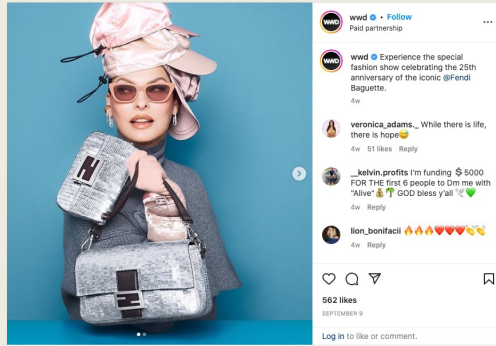 wwd • Follow
Paid partnership
wwd Experience the special
fashion show celebrating the 25th
anniversary of the iconic @Fendi
Baguette.
4w
veronica_adams._ While there is life,
there is hope😅
4w 51 likes Reply
__kelvin.profits I'm funding $5000
FOR THE first 6 people to Dm me with
"Alive"💰🌴 GOD bless y'all 🕊️💚
4w Reply
lion_bonifacii 🔥🔥🔥❤️❤️❤️👏👏
4w Reply
562 likes
SEPTEMBER 9
Log in to like or comment.